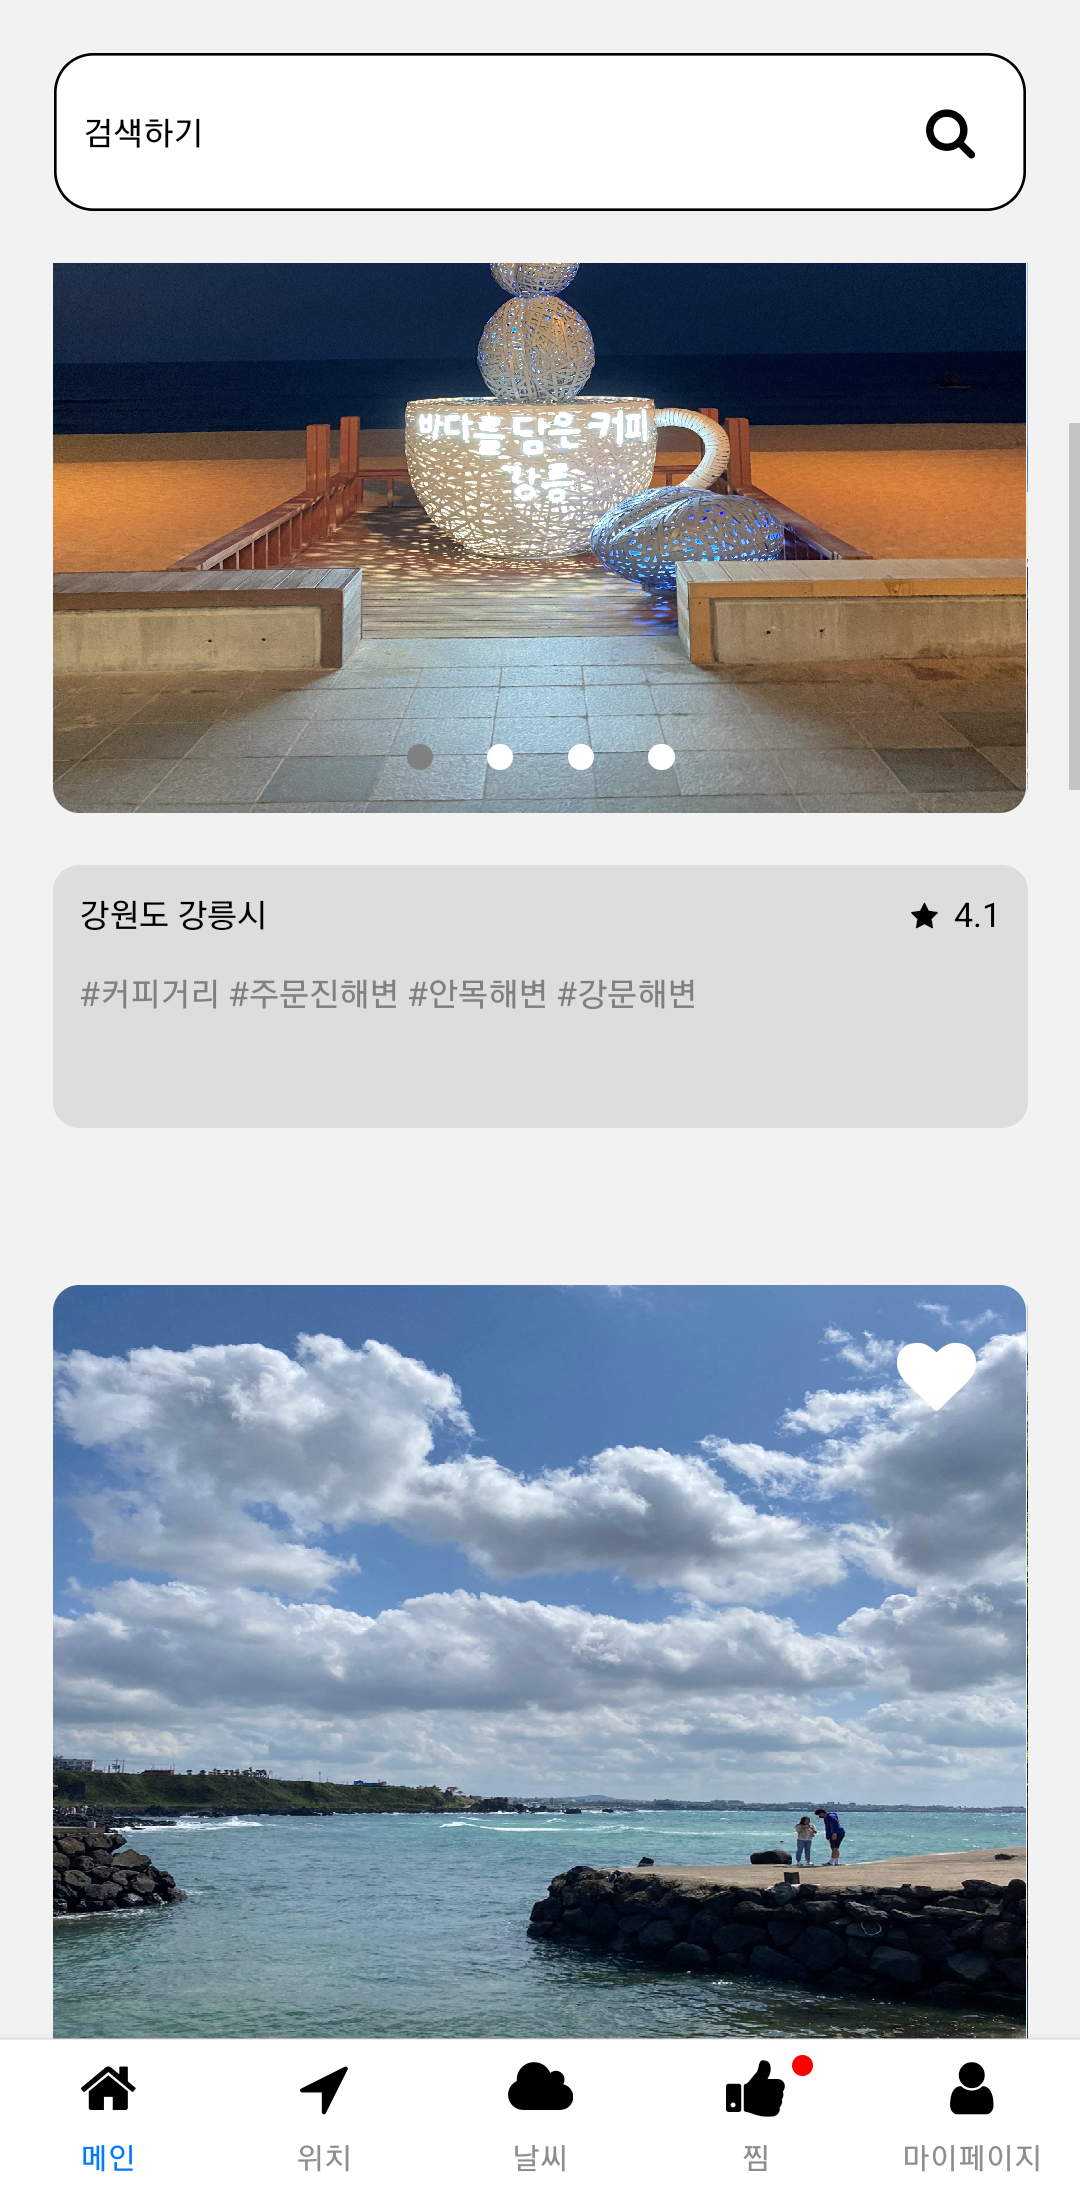 검색하기
바다를 담은 커피
강릉
강원도 강릉시
4.1
#커피거리 #주문진해변 #안목해변 #강문해변
메인
위치
날씨
찜
마이페이지